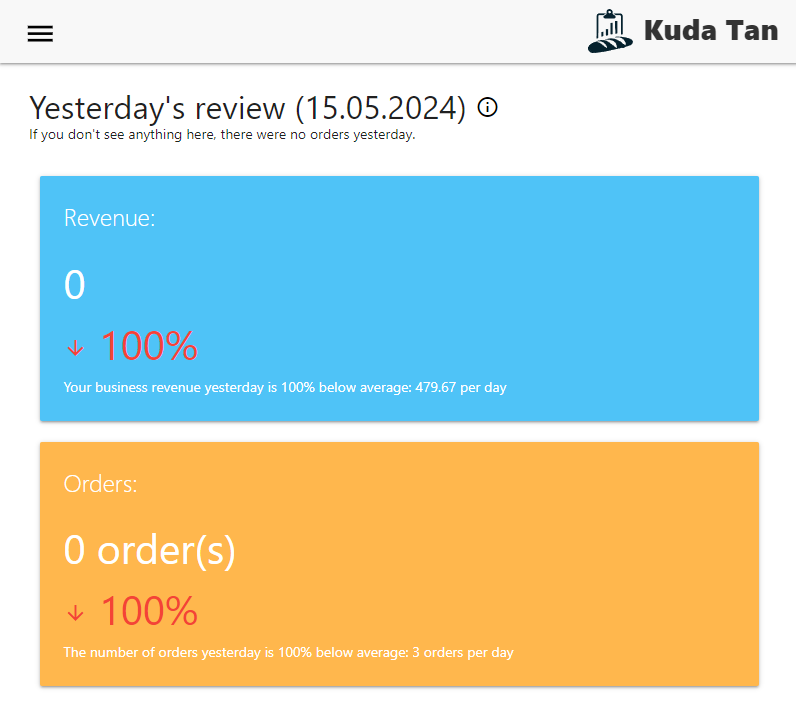 Kuda Tan
Yesterday's review (15.05.2024)
If you don't see anything here, there were no orders yesterday.
Revenue:
0
100%
Your business revenue yesterday is 100% below average: 479.67 per day
Orders:
0 order(s)
100%
The number of orders yesterday is 100% below average: 3 orders per day